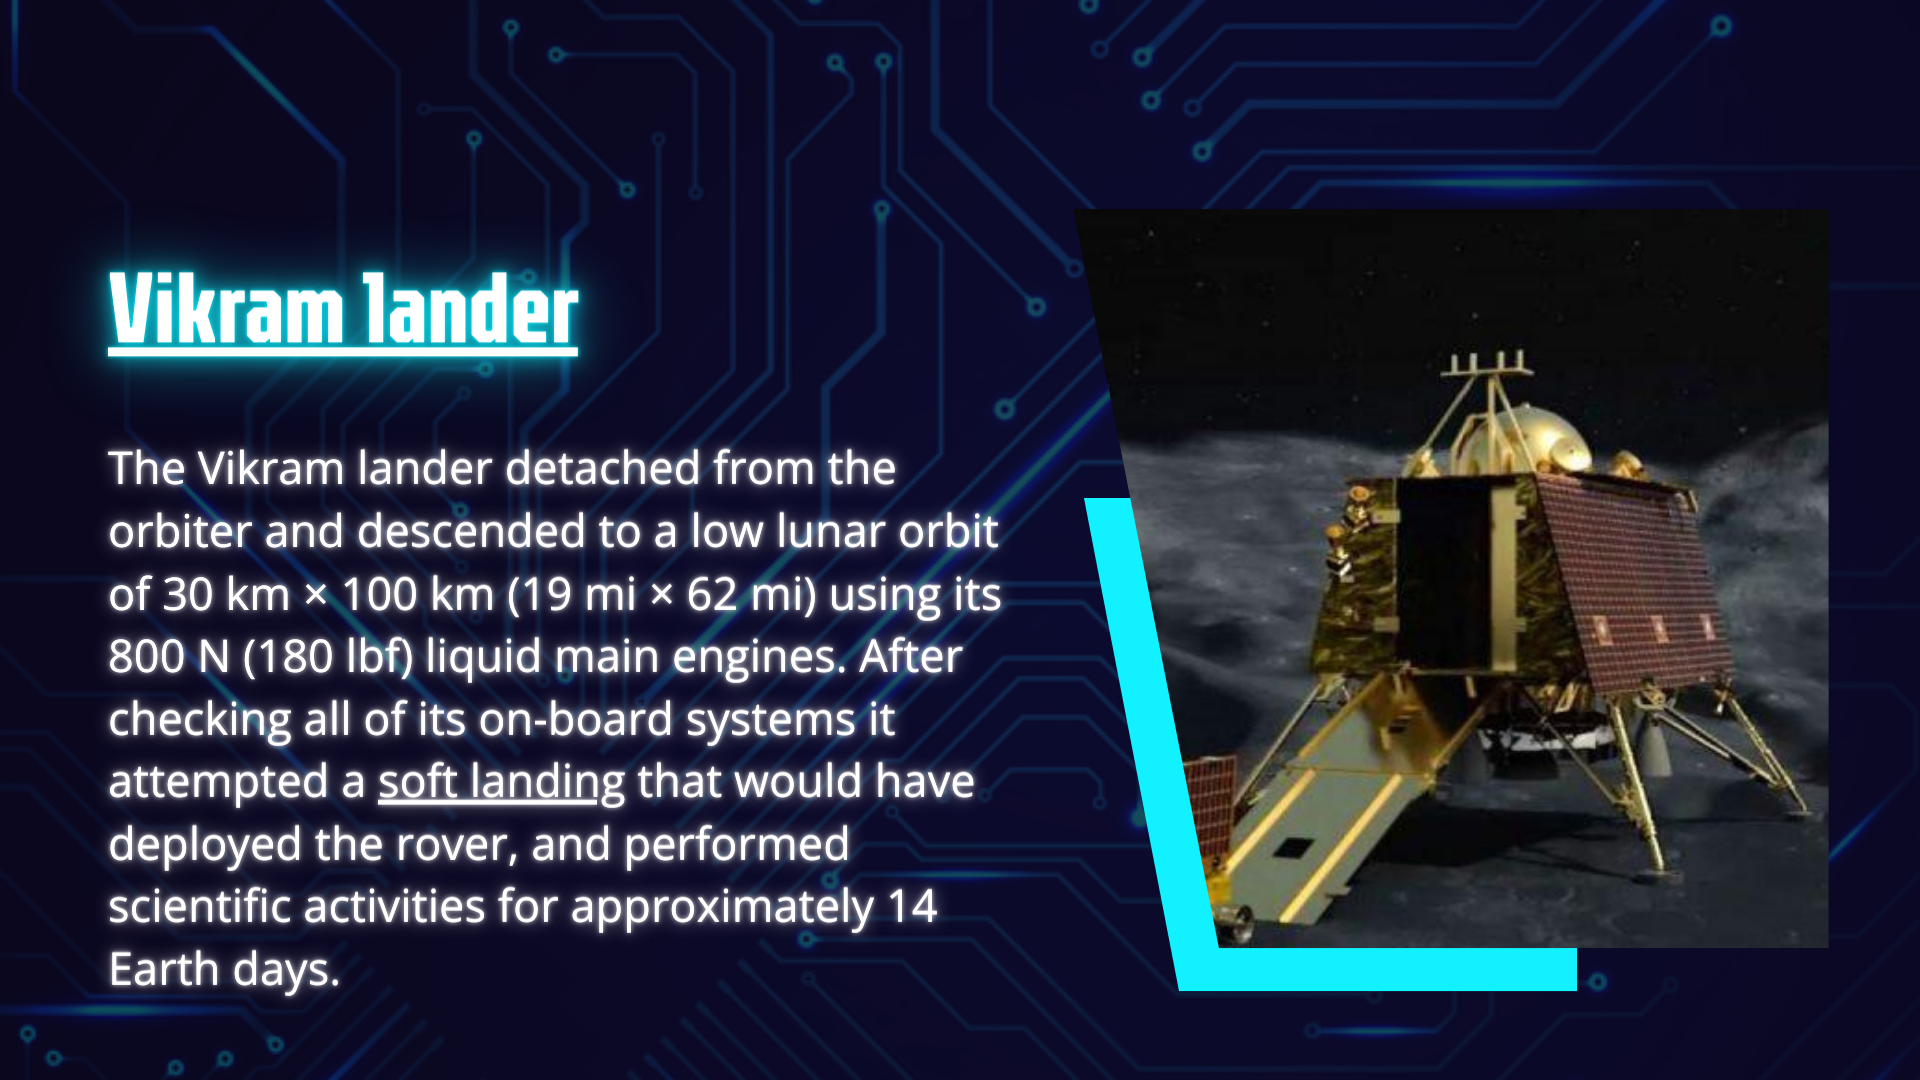 Vikram lander
The Vikram lander detached from the
orbiter and descended to a low lunar orbit
of 30 km × 100 km (19 mi × 62 mi) using its
800 N (180 lbf) liquid main engines. After
checking all of its on-board systems it
attempted a soft landing that would have
deployed the rover, and performed
scientific activities for approximately 14
Earth days.